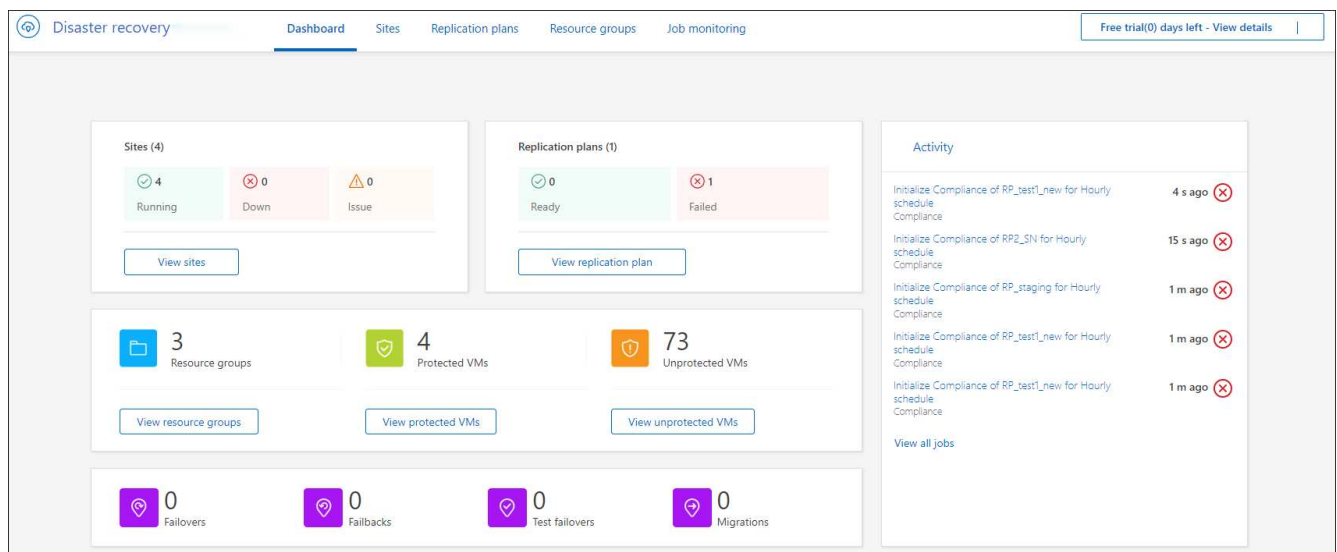 Disaster recovery
Dashboard
Sites
Replication plans
Resource groups
Job monitoring
Free trial(0) days left - View details
Sites (4)
4
Running
0
Down
0
Issue
View sites
Replication plans (1)
0
Ready
1
Failed
View replication plan
3
Resource groups
View resource groups
4
Protected VMs
View protected VMs
73
Unprotected VMs
View unprotected VMs
0
Failovers
0
Failbacks
0
Test failovers
0
Migrations
Activity
Initialize Compliance of RP_test1_new for Hourly
schedule
Compliance
4 s ago
Initialize Compliance of RP2_SN for Hourly
schedule
Compliance
15 s ago
Initialize Compliance of RP_staging for Hourly
schedule
Compliance
1 m ago
Initialize Compliance of RP_test1_new for Hourly
schedule
Compliance
1 m ago
Initialize Compliance of RP_test1_new for Hourly
schedule
Compliance
1 m ago
View all jobs